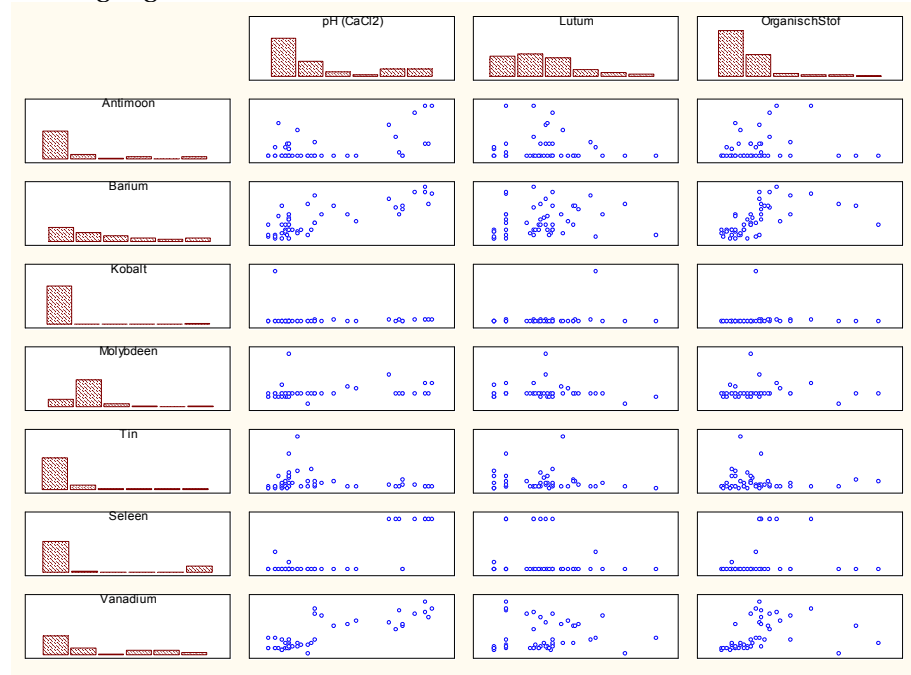 pH (CaCl2)
Lutum
OrganischStof
Antimoon
Barium
Kobalt
Molybdeen
Tin
Seleen
Vanadium